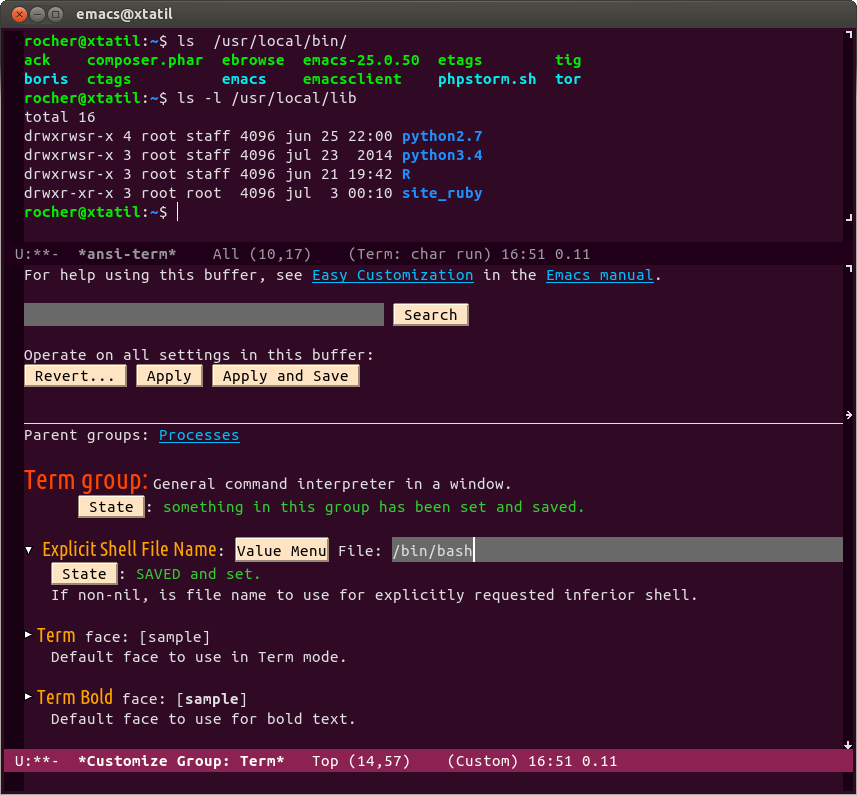 emacs@xtatil
rocher@xtatil:~$ ls  /usr/local/bin/
ack    composer.phar  ebrowse  emacs-25.0.50  etags        tig
boris  ctags          emacs    emacsclient    phpstorm.sh  tor
rocher@xtatil:~$ ls -l /usr/local/lib
total 16
drwxrwsr-x 4 root staff 4096 jun 25 22:00 python2.7
drwxrwsr-x 3 root staff 4096 jul 23  2014 python3.4
drwxrwsr-x 3 root staff 4096 jun 21 19:42 R
drwxr-xr-x 3 root root  4096 jul  3 00:10 site_ruby
rocher@xtatil:~$
U:**-  *ansi-term*    All (10,17)    (Term: char run) 16:51 0.11
For help using this buffer, see Easy Customization in the Emacs manual.
Search
Operate on all settings in this buffer:
Revert... Apply Apply and Save
Parent groups: Processes
Term group: General command interpreter in a window.
State : something in this group has been set and saved.
Explicit Shell File Name: Value Menu File: /bin/bash
State : SAVED and set.
If non-nil, is file name to use for explicitly requested inferior shell.
Term face: [sample]
Default face to use in Term mode.
Term Bold face: [sample]
Default face to use for bold text.
U:**-  *Customize Group: Term*   Top (14,57)    (Custom) 16:51 0.11